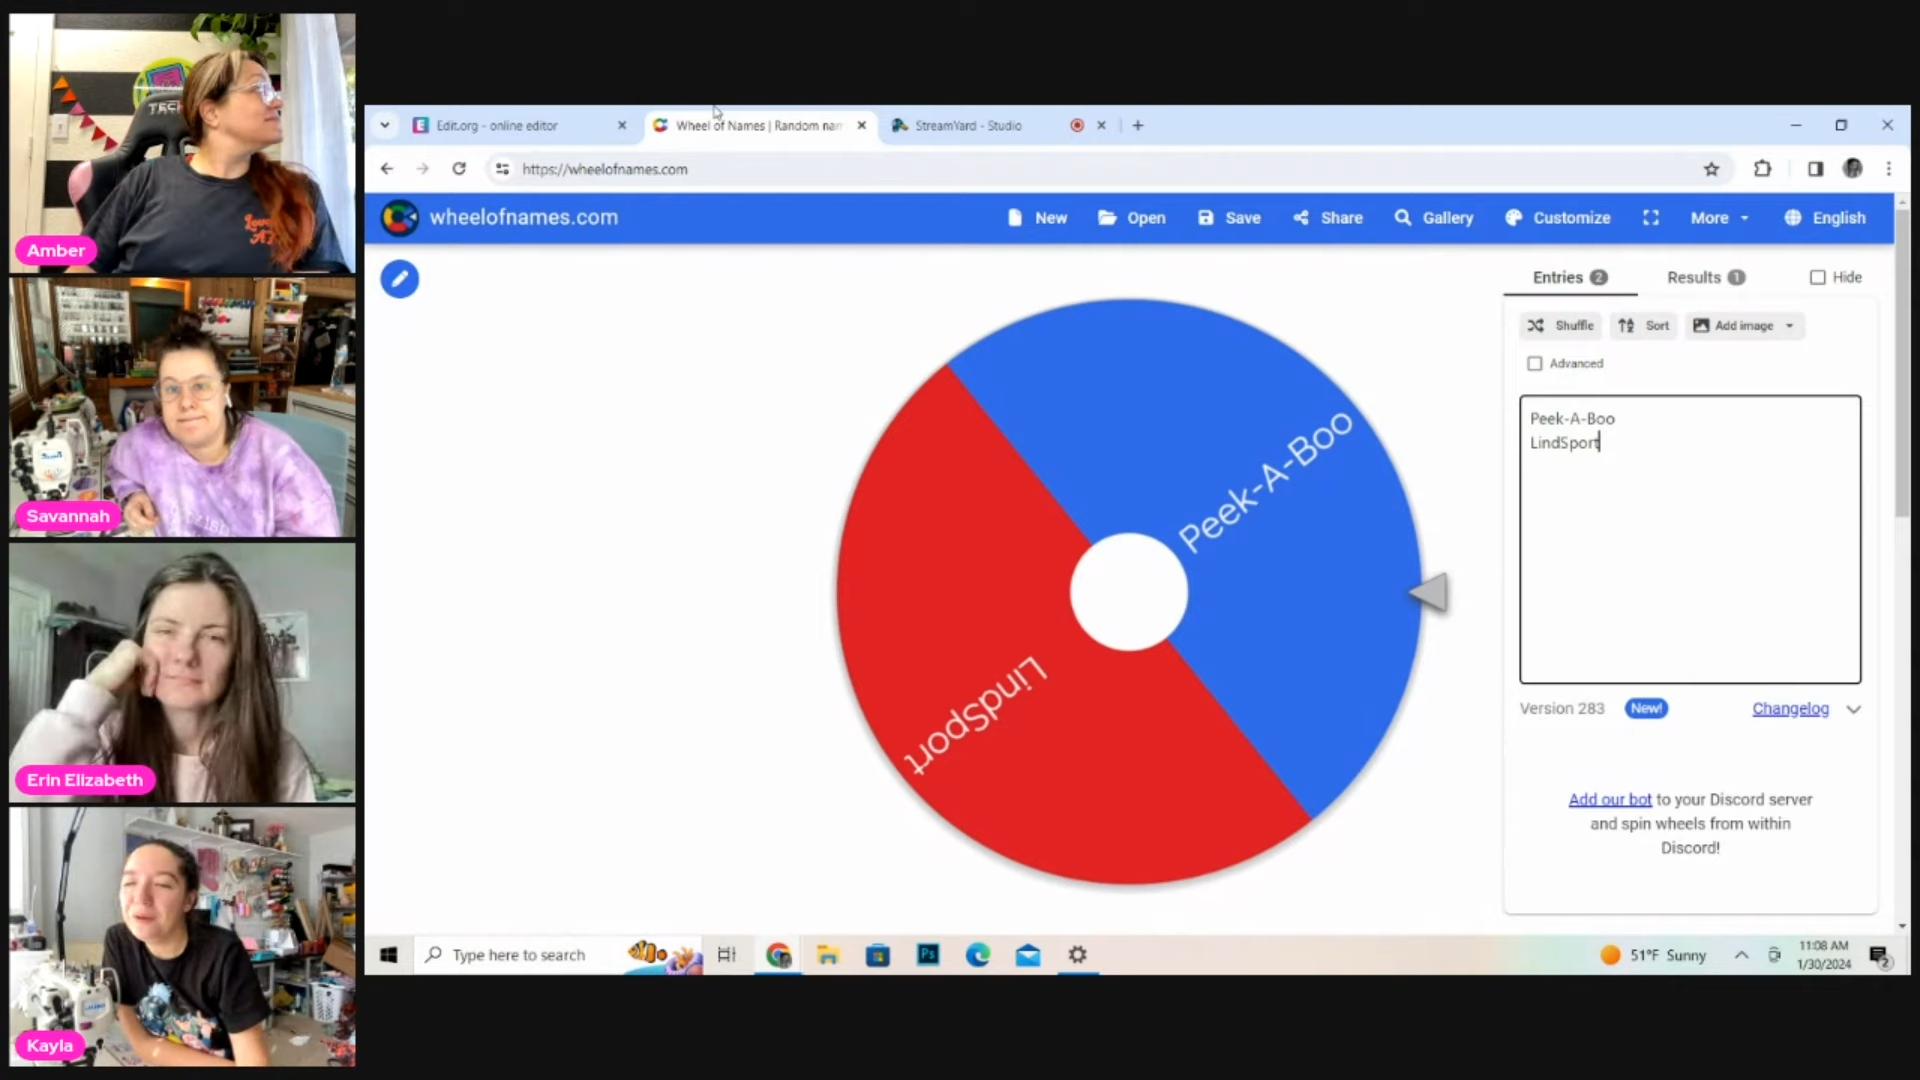 TECH
Amber
Savannah
Erin Elizabeth
Kayla
Edit.org - online editor
Wheel of Names | Random nam
StreamYard - Studio
https://wheelofnames.com
wheelofnames.com
New
Open
Save
Share
Gallery
Customize
More
English
Entries 2
Results 1
Hide
Shuffle
Sort
Add image
Advanced
Peek-A-Boo
LindSport
Peek-A-Boo
LindSport
Version 283
New!
Changelog
Add our bot to your Discord server
and spin wheels from within
Discord!
Type here to search
Ps
51°F Sunny
11:08 AM
1/30/2024
2